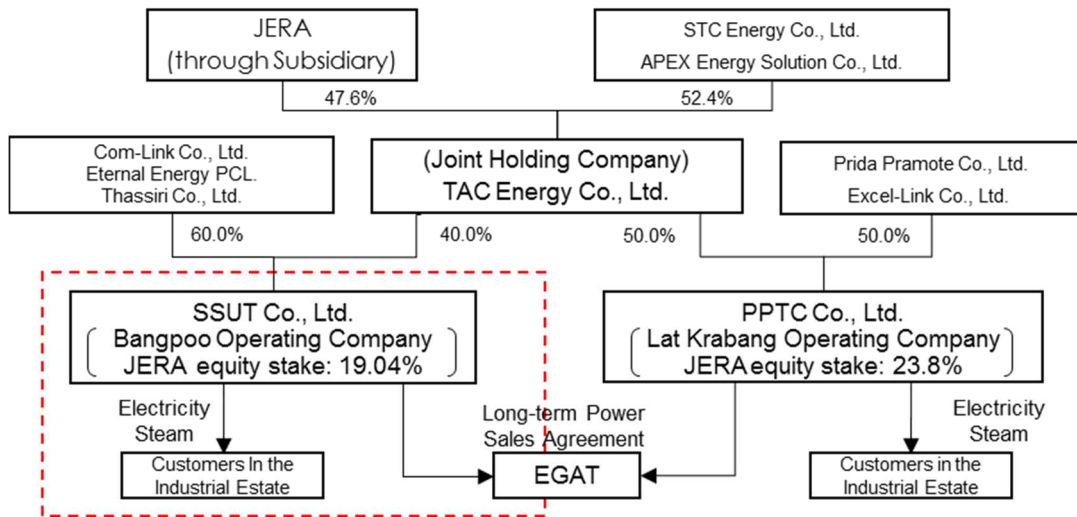 JERA
(through Subsidiary)
STC Energy Co., Ltd.
APEX Energy Solution Co., Ltd.
47.6%
52.4%
Com-Link Co., Ltd.
Eternal Energy PCL.
Thassiri Co., Ltd.
(Joint Holding Company)
TAC Energy Co., Ltd.
Prida Pramote Co., Ltd.
Excel-Link Co., Ltd.
60.0%
40.0%
50.0%
50.0%
SSUT Co., Ltd.
Bangpoo Operating Company
JERA equity stake: 19.04%
PPTC Co., Ltd.
Lat Krabang Operating Company
JERA equity stake: 23.8%
Electricity
Steam
Long-term Power
Sales Agreement
Electricity
Steam
Customers In the
Industrial Estate
EGAT
Customers in the
Industrial Estate